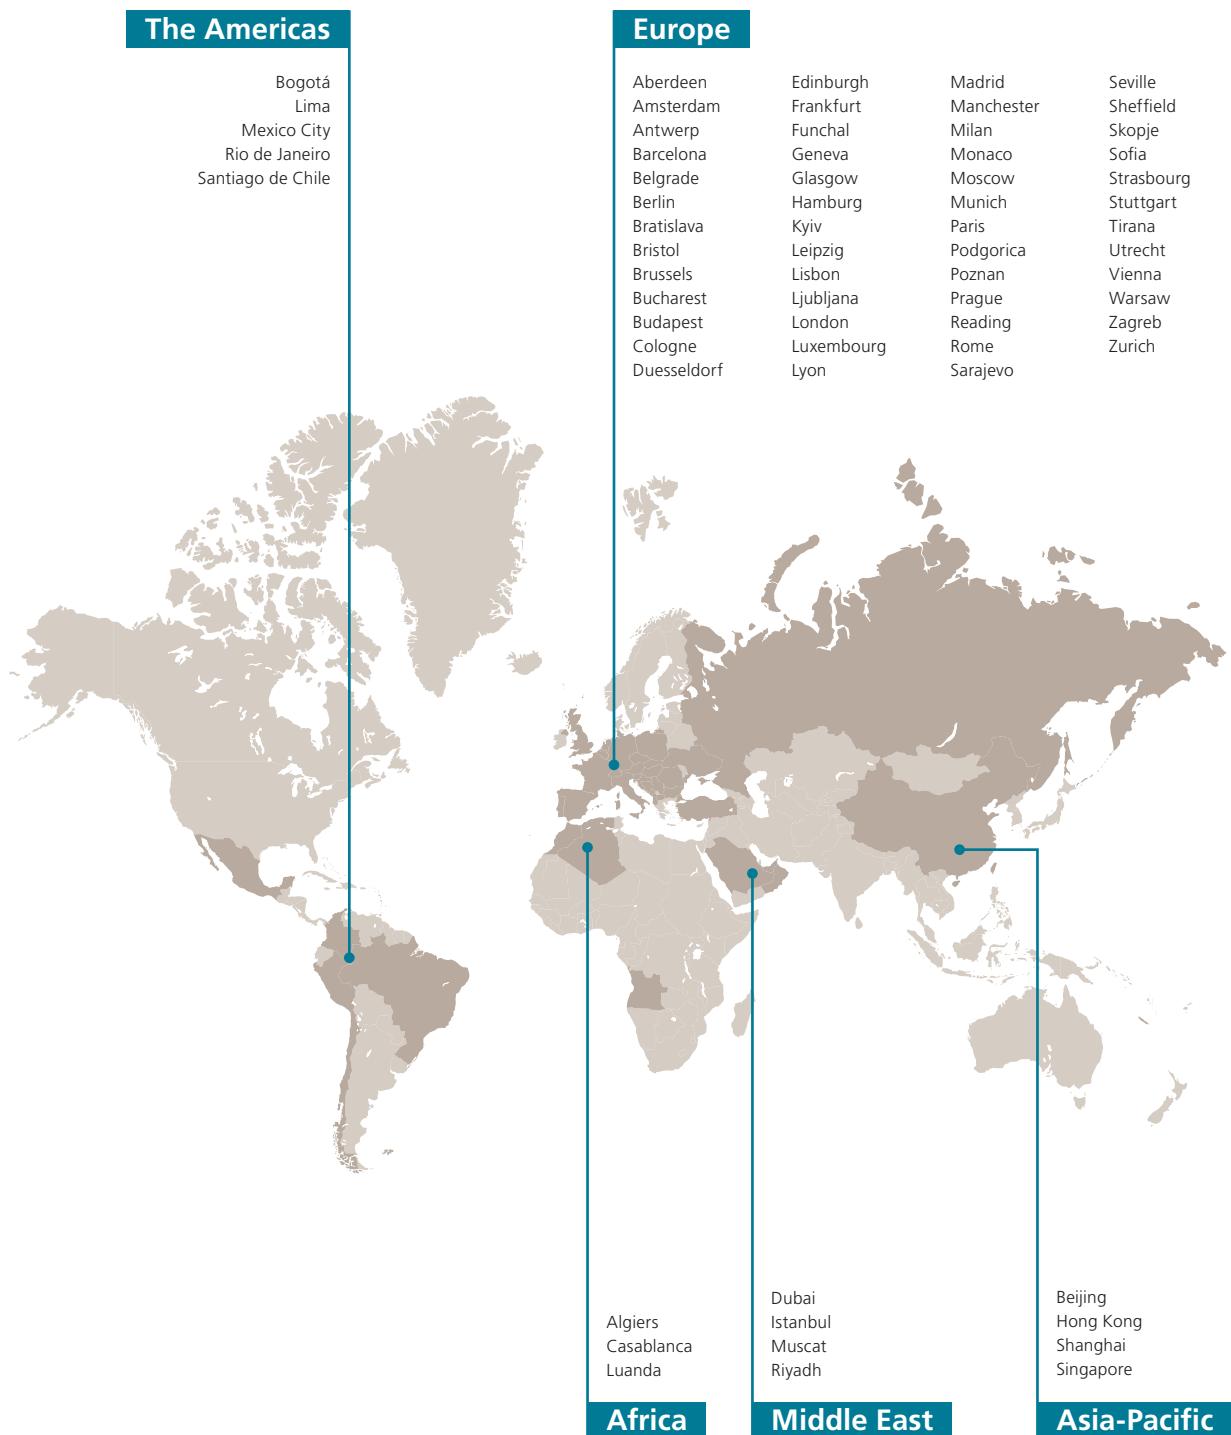 The Americas
Bogotá
Lima
Mexico City
Rio de Janeiro
Santiago de Chile
Europe
Aberdeen
Amsterdam
Antwerp
Barcelona
Belgrade
Berlin
Bratislava
Bristol
Brussels
Bucharest
Budapest
Cologne
Duesseldorf
Edinburgh
Frankfurt
Funchal
Geneva
Glasgow
Hamburg
Kyiv
Leipzig
Lisbon
Ljubljana
London
Luxembourg
Lyon
Madrid
Manchester
Milan
Monaco
Moscow
Munich
Paris
Podgorica
Poznan
Prague
Reading
Rome
Sarajevo
Seville
Sheffield
Skopje
Sofia
Strasbourg
Stuttgart
Tirana
Utrecht
Vienna
Warsaw
Zagreb
Zurich
Algiers
Casablanca
Luanda
Africa
Dubai
Istanbul
Muscat
Riyadh
Middle East
Beijing
Hong Kong
Shanghai
Singapore
Asia-Pacific